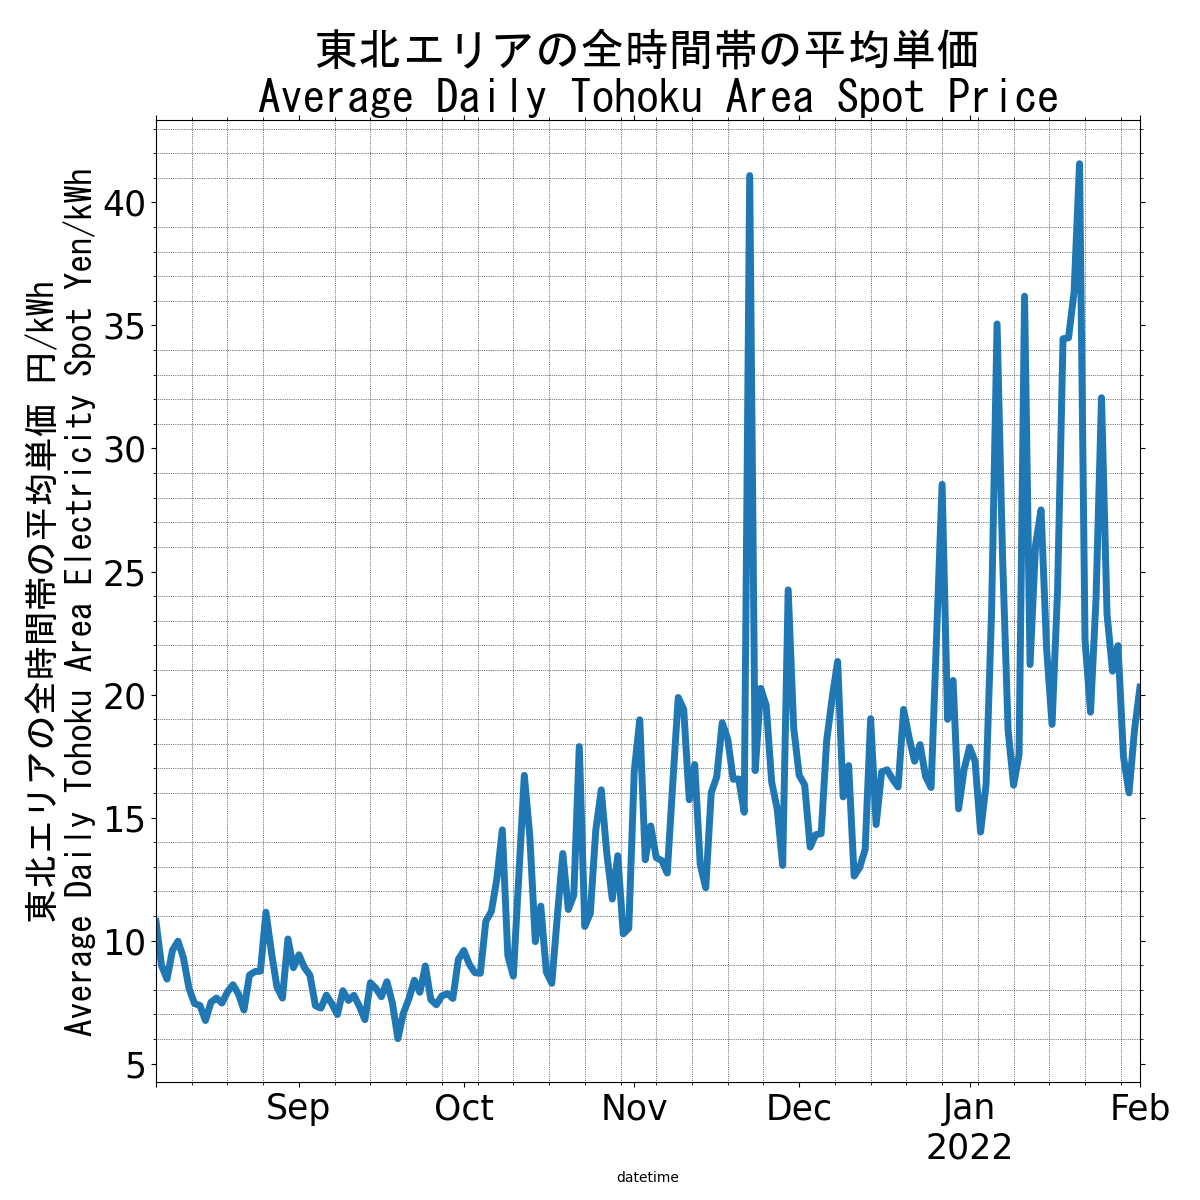 東北エリアの全時間帯の平均単価
Average Daily Tohoku Area Spot Price
東北エリアの全時間帯の平均単価 円/kWh
Average Daily Tohoku Area Electricity Spot Yen/kWh
40
35
30
25
20
15
10
5
Sep
Oct
Nov
Dec
Jan
2022
Feb
datetime